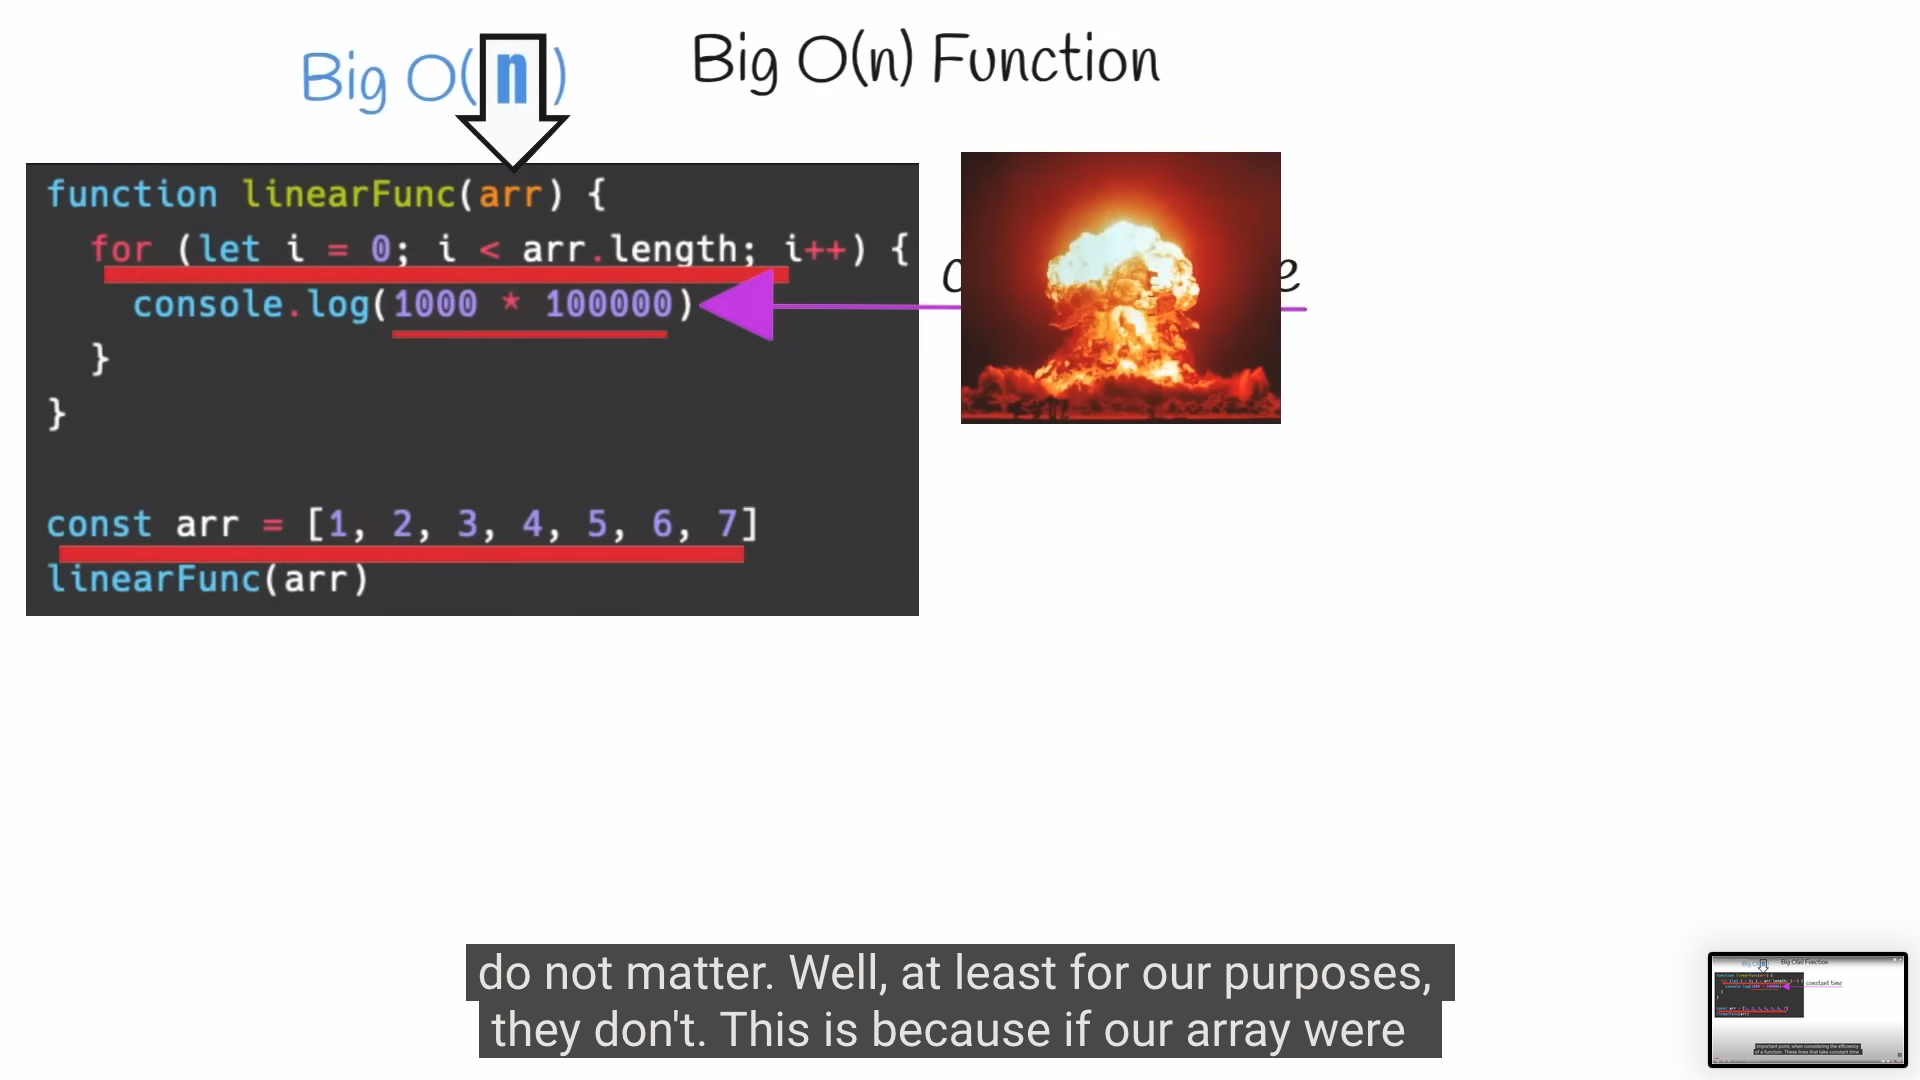 Big O(n)
Big O(n) Function
function linearFunc(arr) {
for (let i = 0; i < arr.length; i++) {
console.log(1000 * 100000)
}
}
const arr = [1, 2, 3, 4, 5, 6, 7]
linearFunc(arr)
do not matter. Well, at least for our purposes,
they don't. This is because if our array were